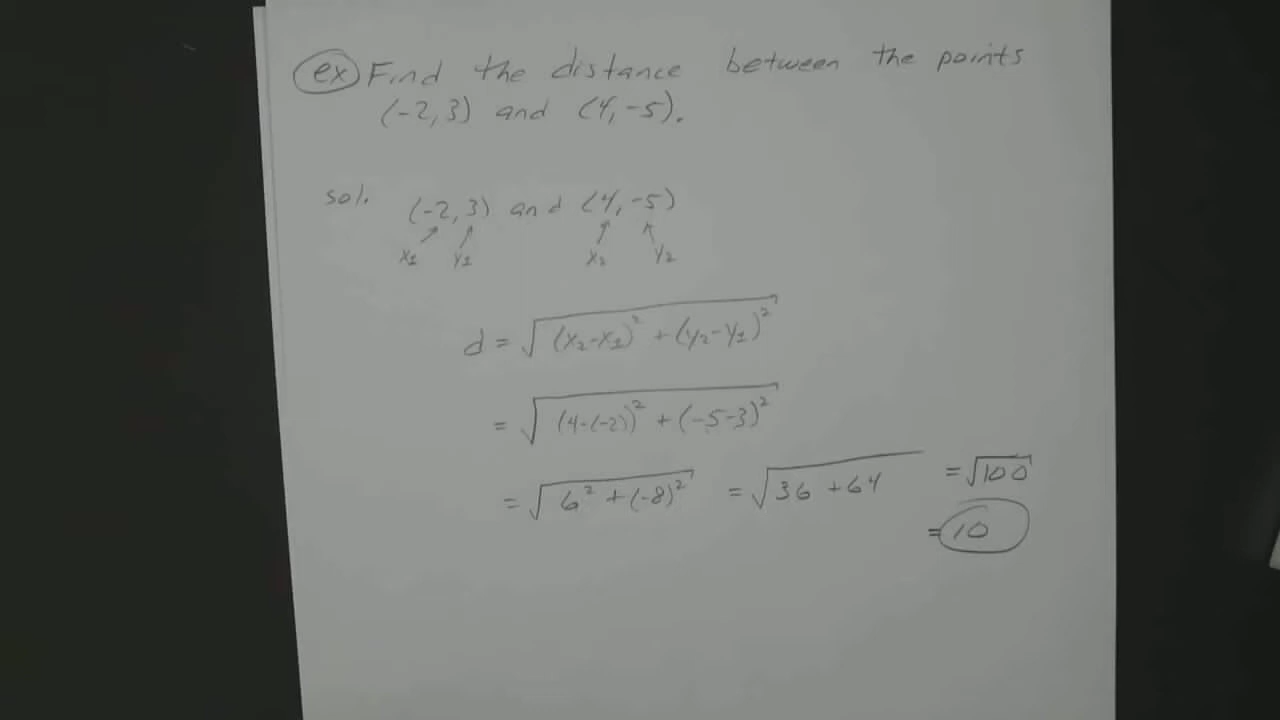 ex Find the distance between the points
(-2,3) and (4,-5).
sol. (-2,3) and (4,-5)
x₁ y₁ x₂ y₂
d = √((x₂-x₁)² + (y₂-y₁)²)
= √((4-(-2))² + (-5-3)²)
= √(6² + (-8)²) = √(36 + 64) = √100
= 10